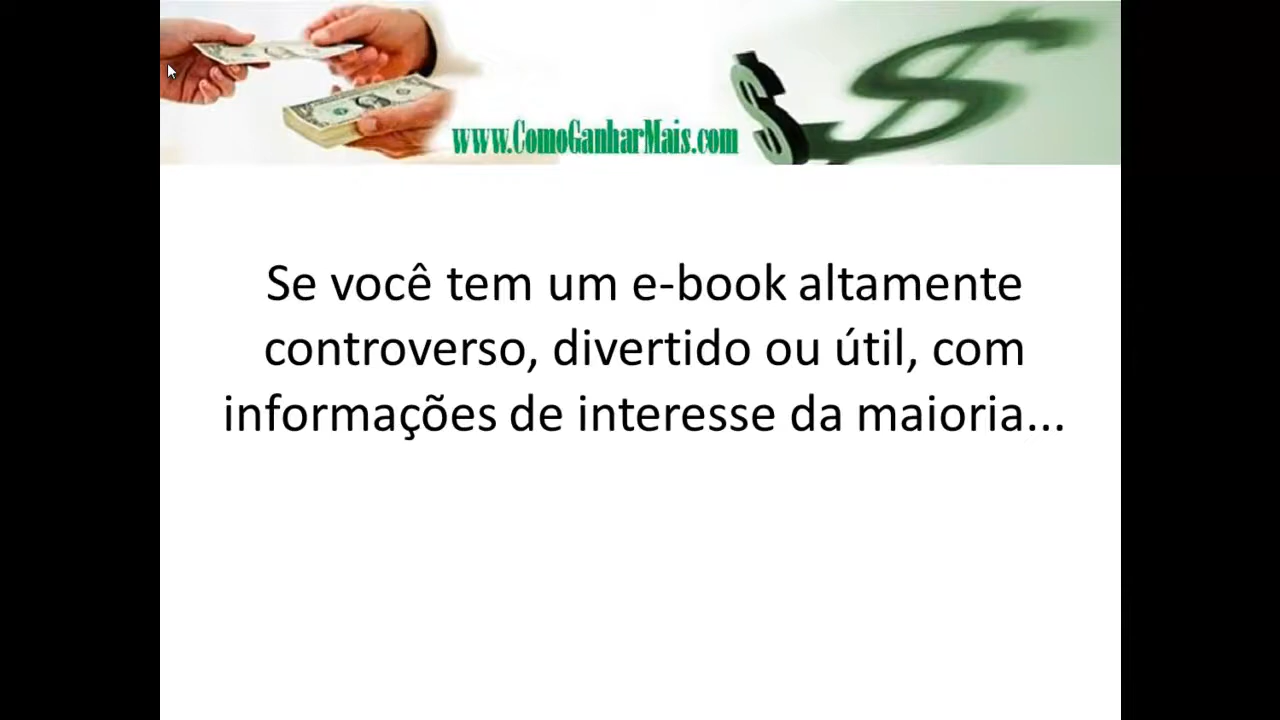 www.ComoGanharMais.com
Se você tem um e-book altamente
controverso, divertido ou útil, com
informações de interesse da maioria...